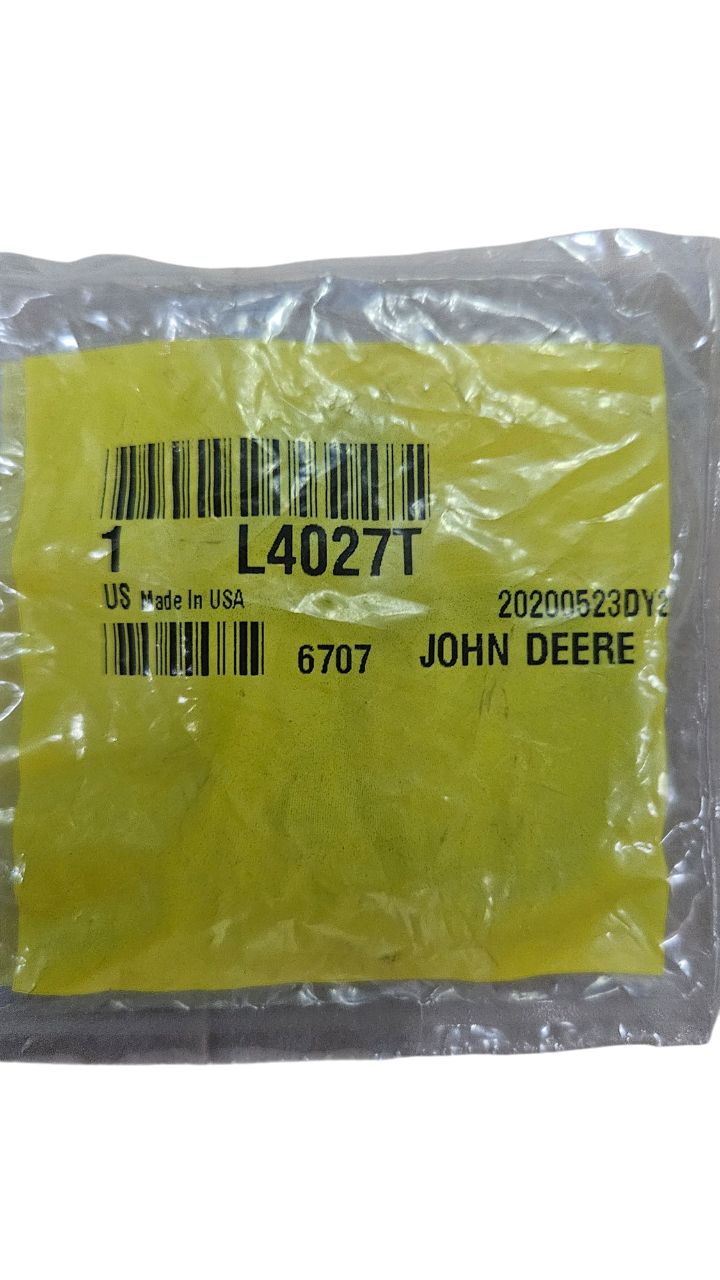 1 L4027T
US Made In USA 20200523DY2
6707 JOHN DEERE